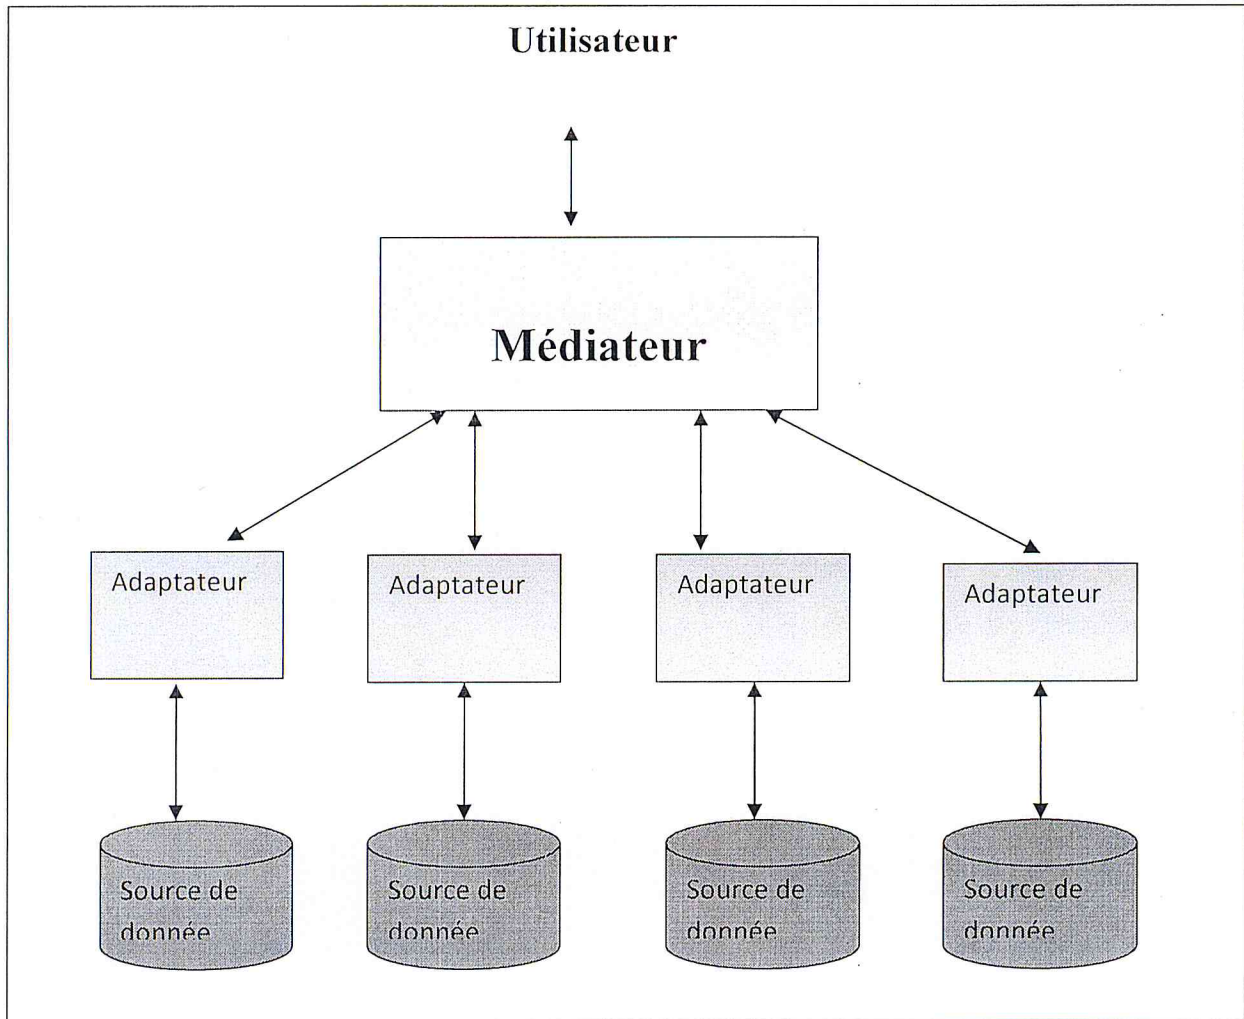 Utilisateur
Médiateur
Adaptateur
Adaptateur
Adaptateur
Adaptateur
Source de
donnée
Source de
donnée
Source de
donnée
Source de
donnée